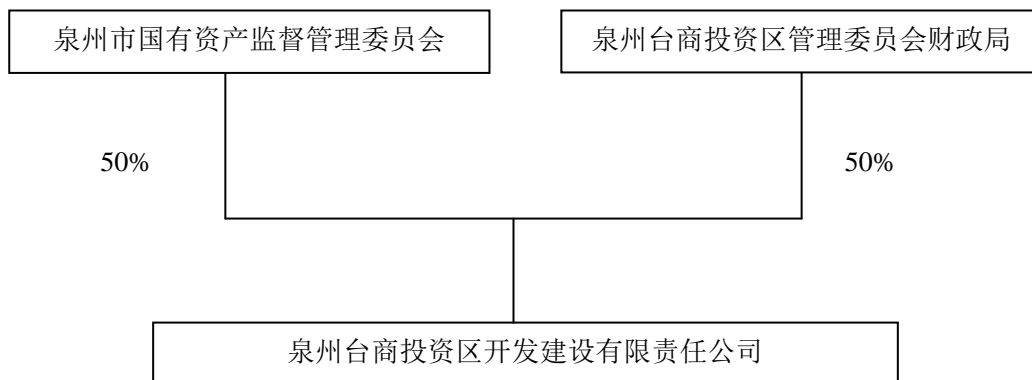 泉州市国有资产监督管理委员会
泉州台商投资区管理委员会财政局
50%
50%
泉州台商投资区开发建设有限责任公司